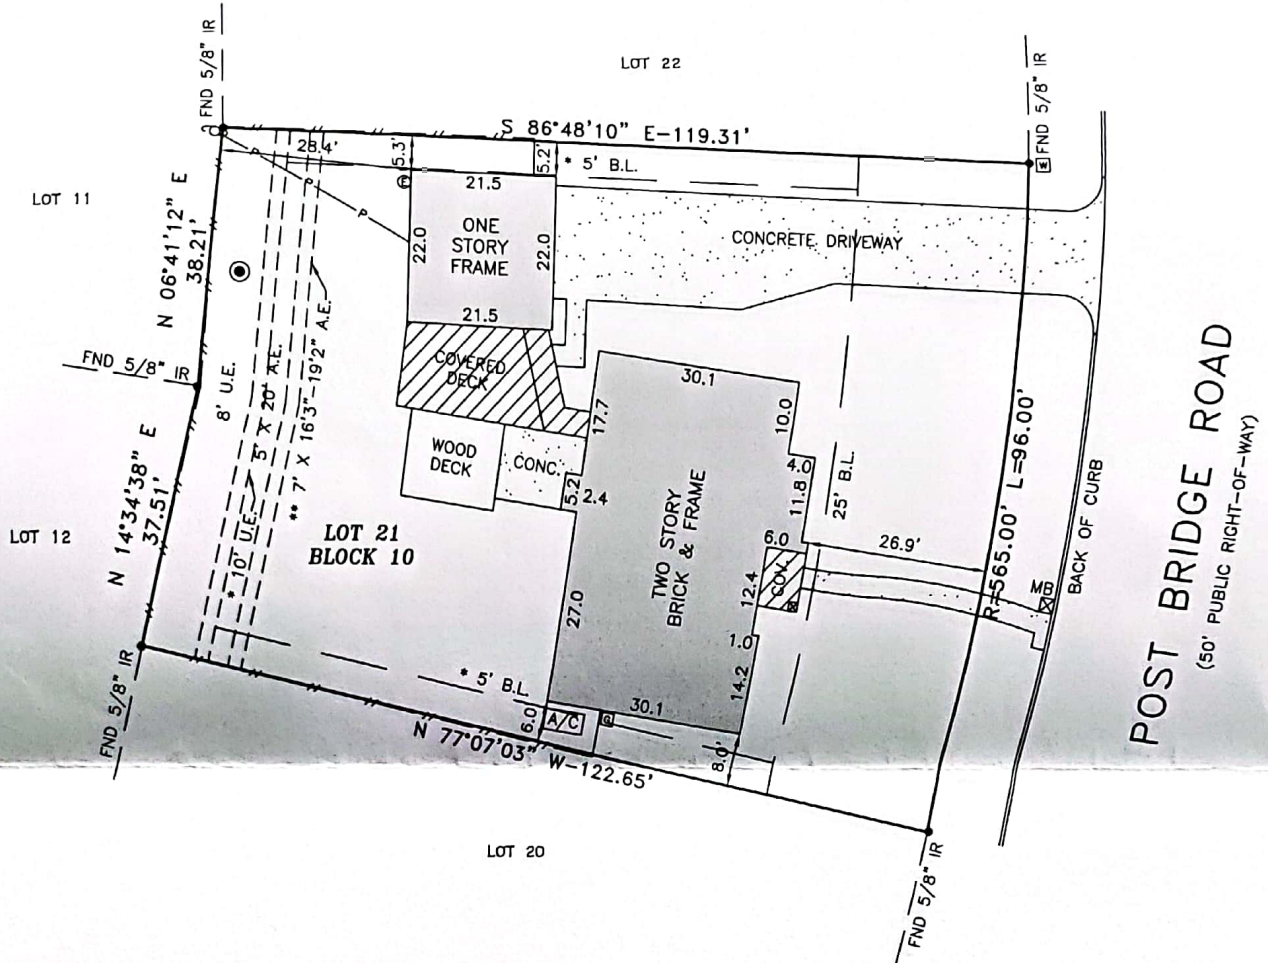 FND 5/8" IR
LOT 22
FND 5/8" IR
S 86°48'10" E-119.31'
W
28.4'
5.3'
5.2'
* 5' B.L.
P
P
P
E
21.5
LOT 11
N 06°41'12" E
38.21'
ONE
STORY
FRAME
22.0
22.0
CONCRETE DRIVEWAY
21.5
COVERED
DECK
FND 5/8" IR
8' U.E.
* 10' U.E.
5' X 20' A.E.
** 7' X 16'3"-19'2" A.E.
30.1
17.7
10.0
4.0
11.8
25' B.L.
WOOD
DECK
CONC.
5.2
2.4
N 14°34'38" E
37.51'
LOT 12
LOT 21
BLOCK 10
TWO STORY
BRICK & FRAME
6.0
COV.
26.9'
12.4
1.0
14.2
27.0
R=565.00' L=96.00'
MB
BACK OF CURB
POST BRIDGE ROAD
(50' PUBLIC RIGHT-OF-WAY)
* 5' B.L.
30.1
6.0
A/C
G
8.0'
N 77°07'03" W-122.65'
FND 5/8" IR
LOT 20
FND 5/8" IR